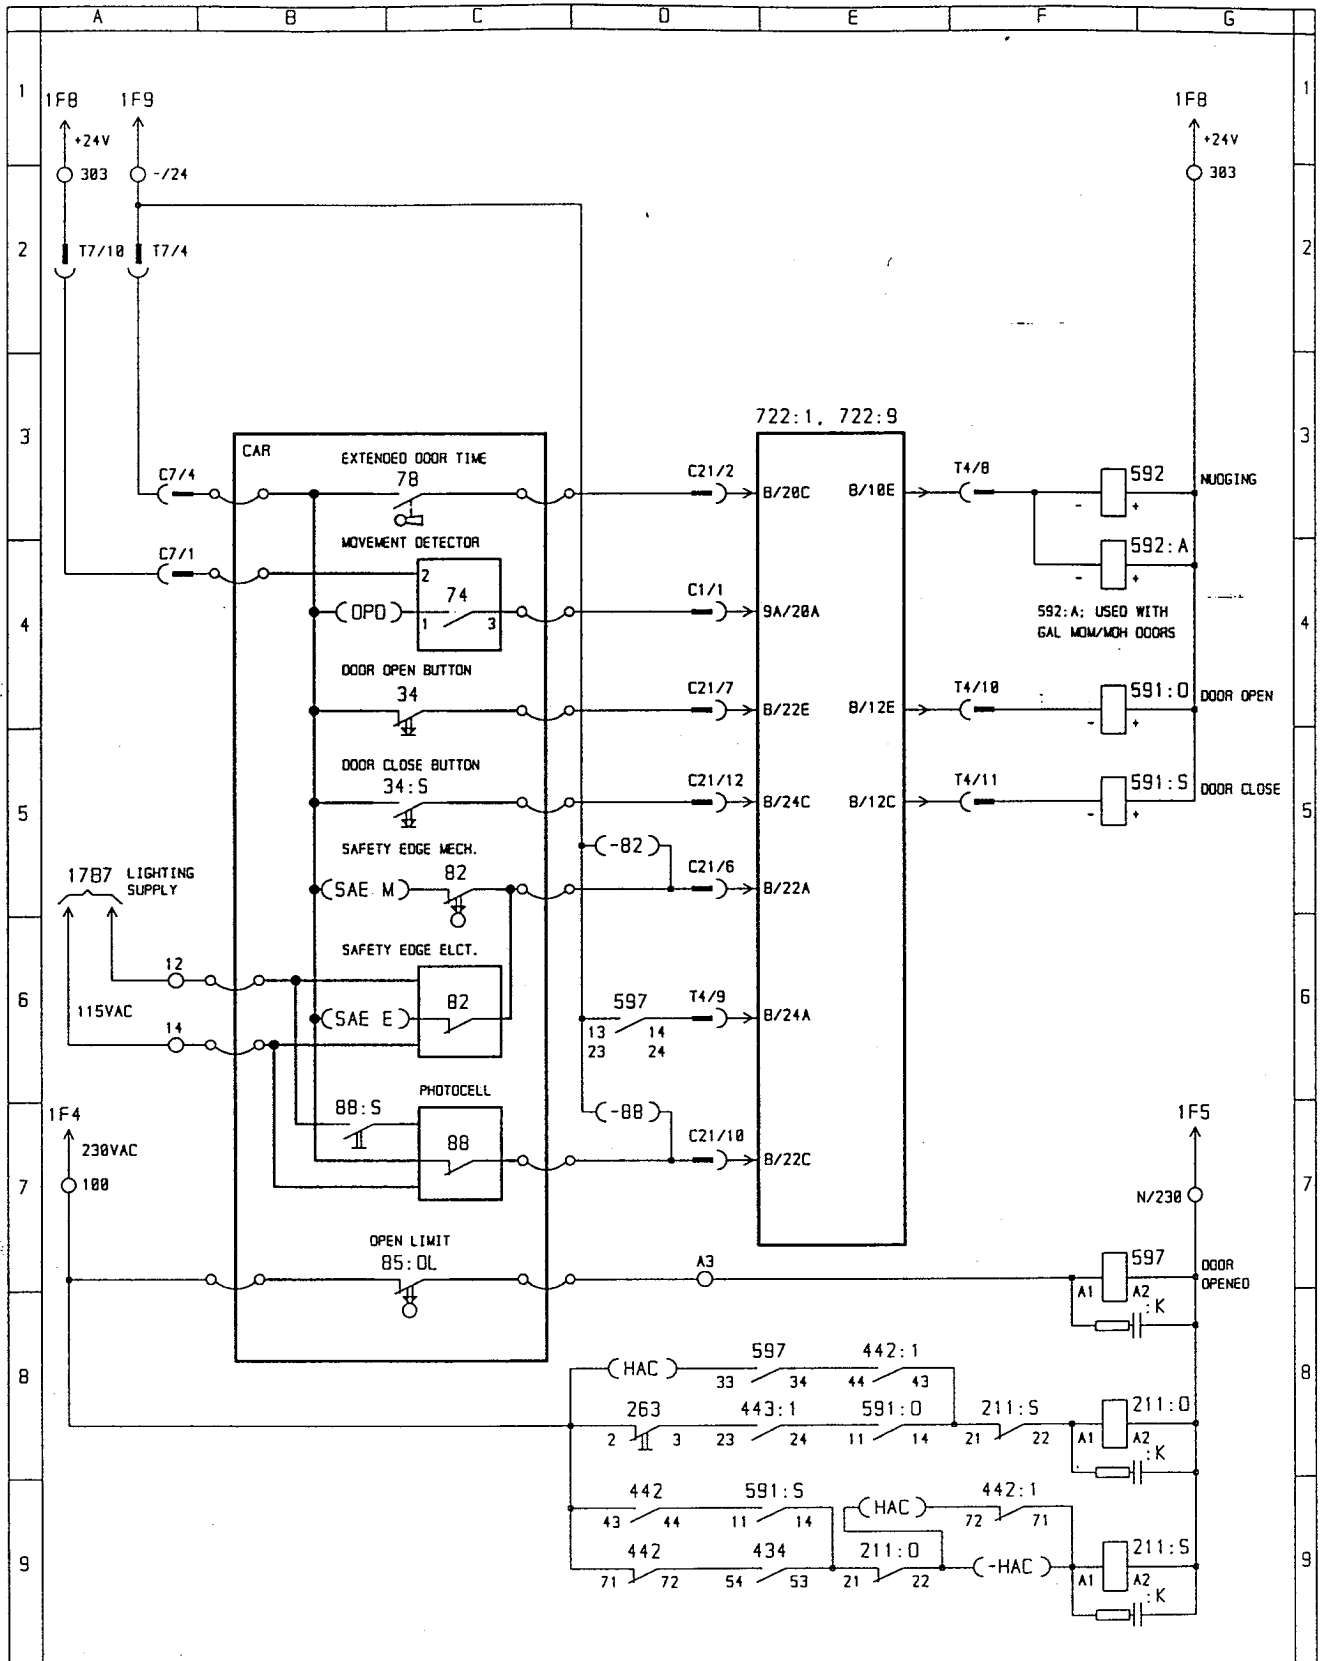 A B C D E F G
1 1
1F8 1F9 1F8
+24V +24V
303 -/24 303
2 T7/10 T7/4 2
722:1, 722:9
3 3
CAR EXTENDED DOOR TIME
C7/4 78 C21/2 B/20C B/10E T4/8 592 NUDGING
- +
MOVEMENT DETECTOR
C7/1 592:A
2 - +
74 C1/1
(OPD) 9A/20A 592:A; USED WITH
4 1 3 GAL MOM/MOH DOORS 4
DOOR OPEN BUTTON
34 C21/7 B/22E B/12E T4/10 591:O DOOR OPEN
- +
DOOR CLOSE BUTTON
34:S C21/12 B/24C B/12C T4/11 591:S DOOR CLOSE
5 - + 5
SAFETY EDGE MECH. (-82)
1787 LIGHTING
SUPPLY
(SAE M) 82 C21/6 B/22A
SAFETY EDGE ELCT.
12
6 115VAC 82 597 T4/9 6
(SAE E) B/24A
14 13 14
23 24
PHOTOCELL
1F4 88:S (-88) 1F5
230VAC 88 C21/10
B/22C
7 100 N/230 7
OPEN LIMIT
85:OL A3 597 DOOR
OPENED
A1 A2
:K
597 442:1
8 (HAC) 33 34 44 43 8
263 443:1 591:O 211:S 211:O
2 3 23 24 11 14 21 22 A1 A2
:K
442 591:S (HAC) 442:1
43 44 11 14 72 71
9 442 434 211:O (-HAC) 211:S 9
71 72 54 53 21 22 A1 A2
:K